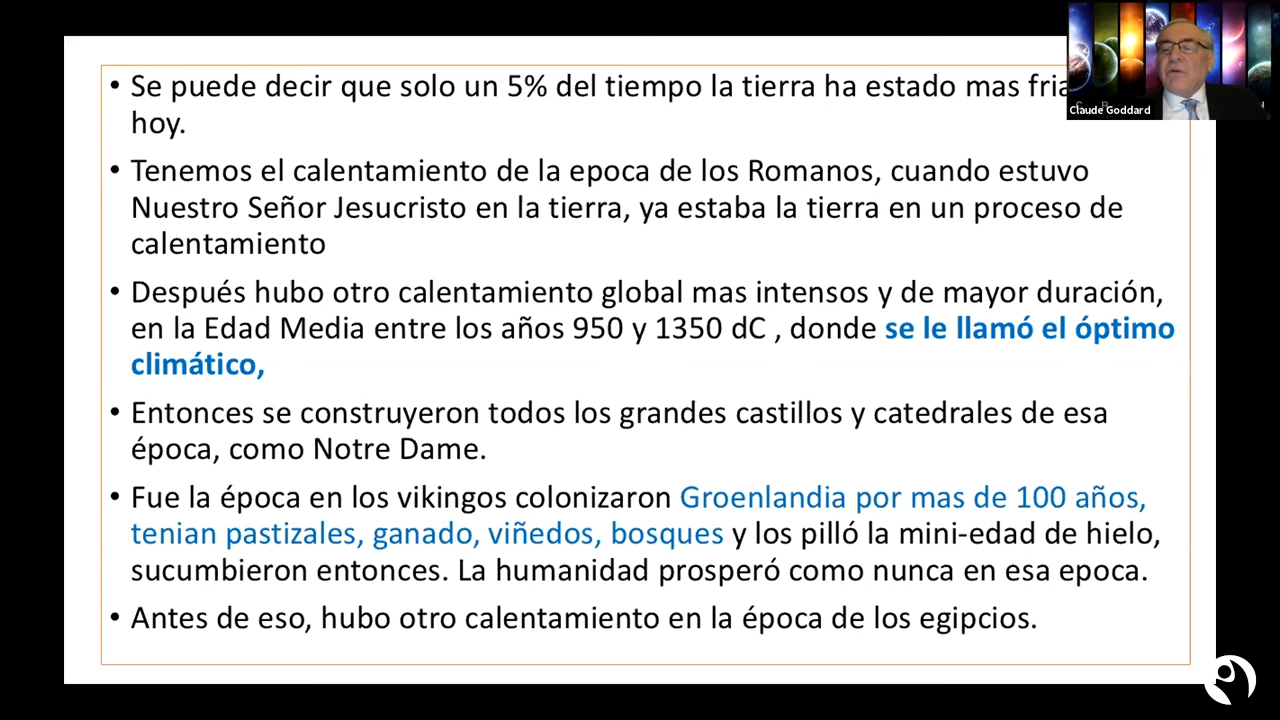 • Se puede decir que solo un 5% del tiempo la tierra ha estado mas fria
hoy.
• Tenemos el calentamiento de la epoca de los Romanos, cuando estuvo
Nuestro Señor Jesucristo en la tierra, ya estaba la tierra en un proceso de
calentamiento
• Después hubo otro calentamiento global mas intensos y de mayor duración,
en la Edad Media entre los años 950 y 1350 dC , donde se le llamó el óptimo
climático,
• Entonces se construyeron todos los grandes castillos y catedrales de esa
época, como Notre Dame.
• Fue la época en los vikingos colonizaron Groenlandia por mas de 100 años,
tenian pastizales, ganado, viñedos, bosques y los pilló la mini-edad de hielo,
sucumbieron entonces. La humanidad prosperó como nunca en esa epoca.
• Antes de eso, hubo otro calentamiento en la época de los egipcios.
Claude Goddard